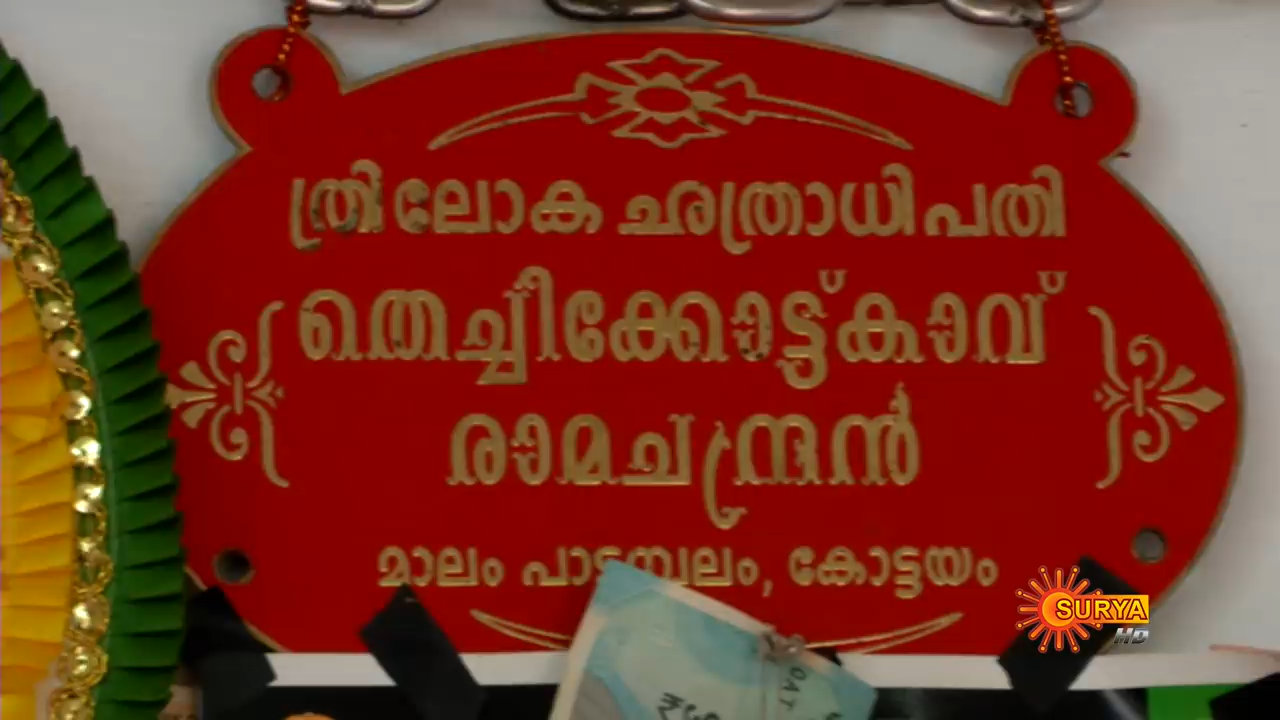 ത്രിലോക ഛത്രാധിപതി
തെച്ചിക്കോട്ട്കാവ്
രാമചന്ദ്രൻ
മാലം പാടമ്പലം, കോട്ടയം
SURYA
HD